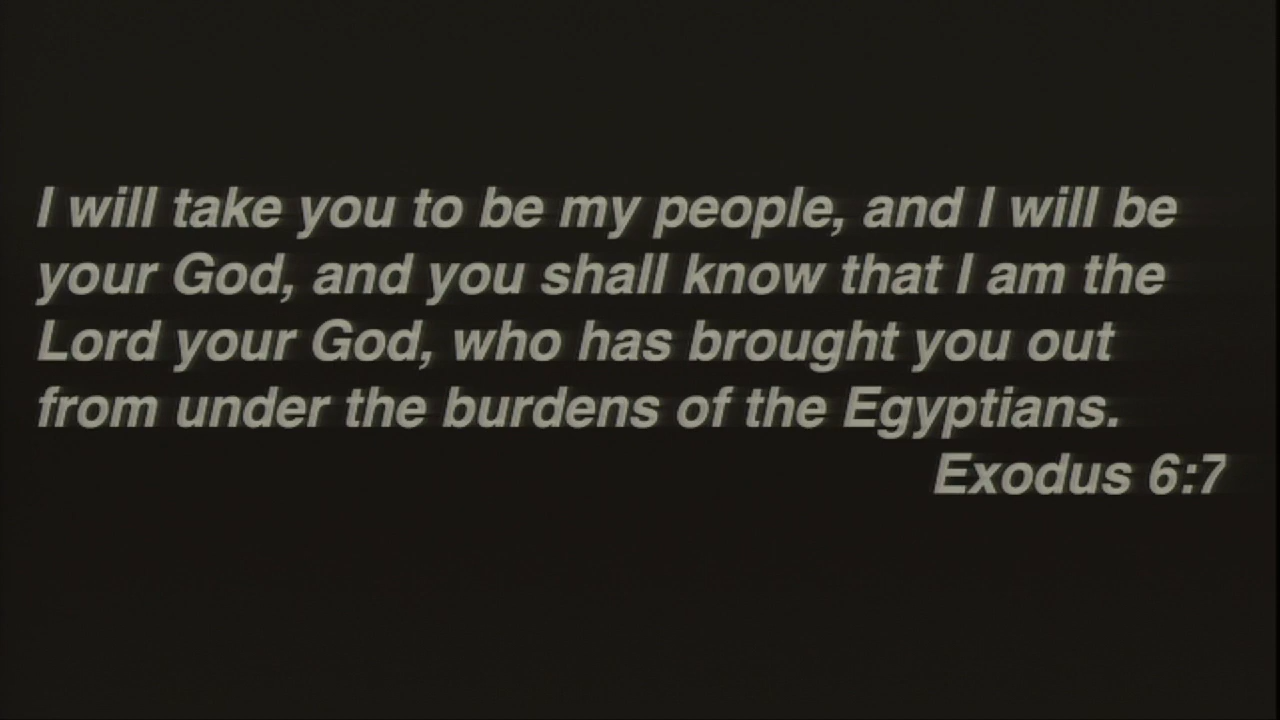 I will take you to be my people, and I will be
your God, and you shall know that I am the
Lord your God, who has brought you out
from under the burdens of the Egyptians.
Exodus 6:7